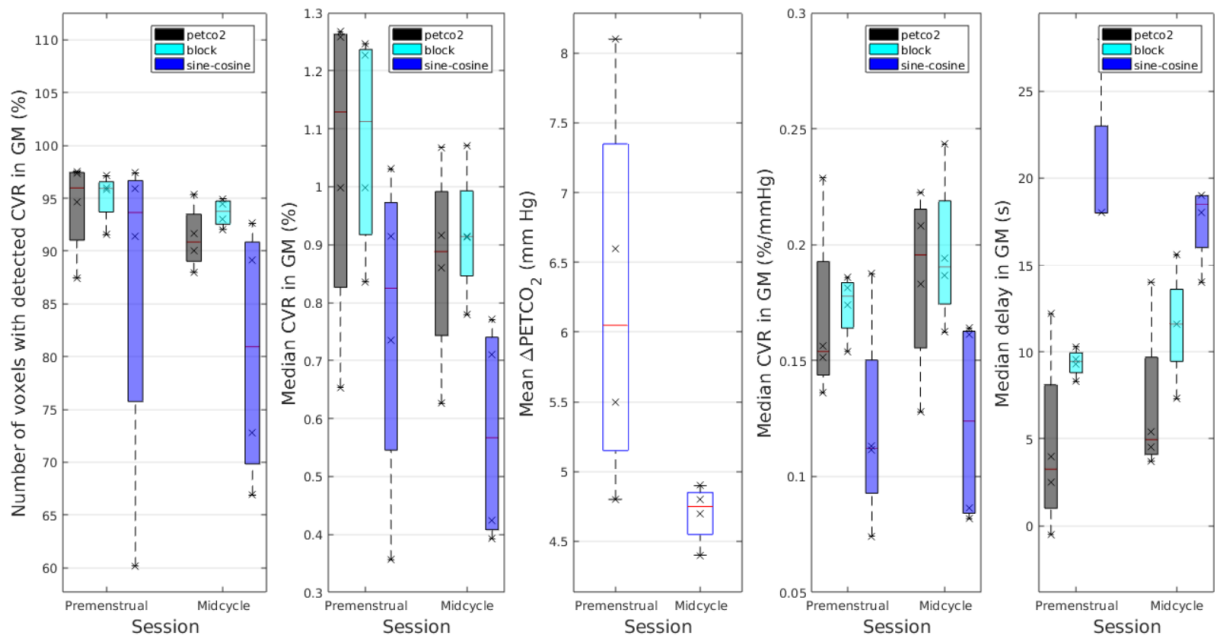 Number of voxels with detected CVR in GM (%)
110
105
100
95
90
85
80
75
70
65
60
petco2
block
sine-cosine
Premenstrual
Midcycle
Session
Median CVR in GM (%)
1.3
1.2
1.1
1
0.9
0.8
0.7
0.6
0.5
0.4
0.3
petco2
block
sine-cosine
Premenstrual
Midcycle
Session
Mean ΔPETCO2 (mm Hg)
8
7.5
7
6.5
6
5.5
5
4.5
Premenstrual
Midcycle
Session
Median CVR in GM (%/mmHg)
0.3
0.25
0.2
0.15
0.1
0.05
petco2
block
sine-cosine
Premenstrual
Midcycle
Session
Median delay in GM (s)
25
20
15
10
5
0
petco2
block
sine-cosine
Premenstrual
Midcycle
Session